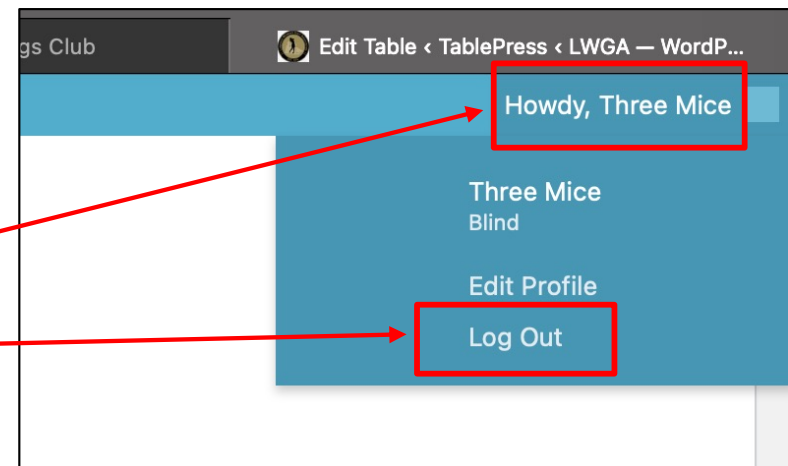 gs Club
Edit Table ‹ TablePress ‹ LWGA — WordP...
Howdy, Three Mice
Three Mice
Blind
Edit Profile
Log Out